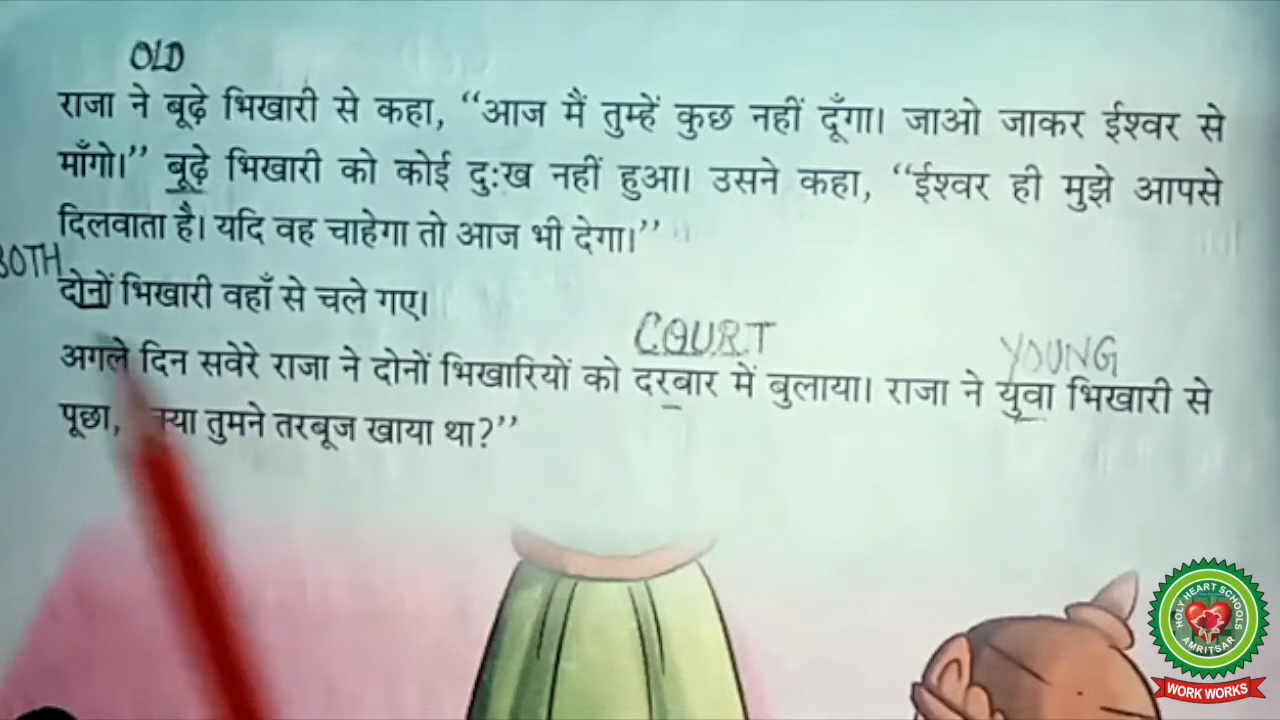 OLD
राजा ने बूढ़े भिखारी से कहा, “आज मैं तुम्हें कुछ नहीं दूँगा। जाओ जाकर ईश्वर से
माँगो।” बूढ़े भिखारी को कोई दुःख नहीं हुआ। उसने कहा, “ईश्वर ही मुझे आपसे
दिलवाता है। यदि वह चाहेगा तो आज भी देगा।”
BOTH
दोनों भिखारी वहाँ से चले गए।
COURT YOUNG
अगले दिन सवेरे राजा ने दोनों भिखारियों को दरबार में बुलाया। राजा ने युवा भिखारी से
पूछा, क्या तुमने तरबूज खाया था?”
HOLY HEART SCHOOLS
AMRITSAR
WORK WORKS